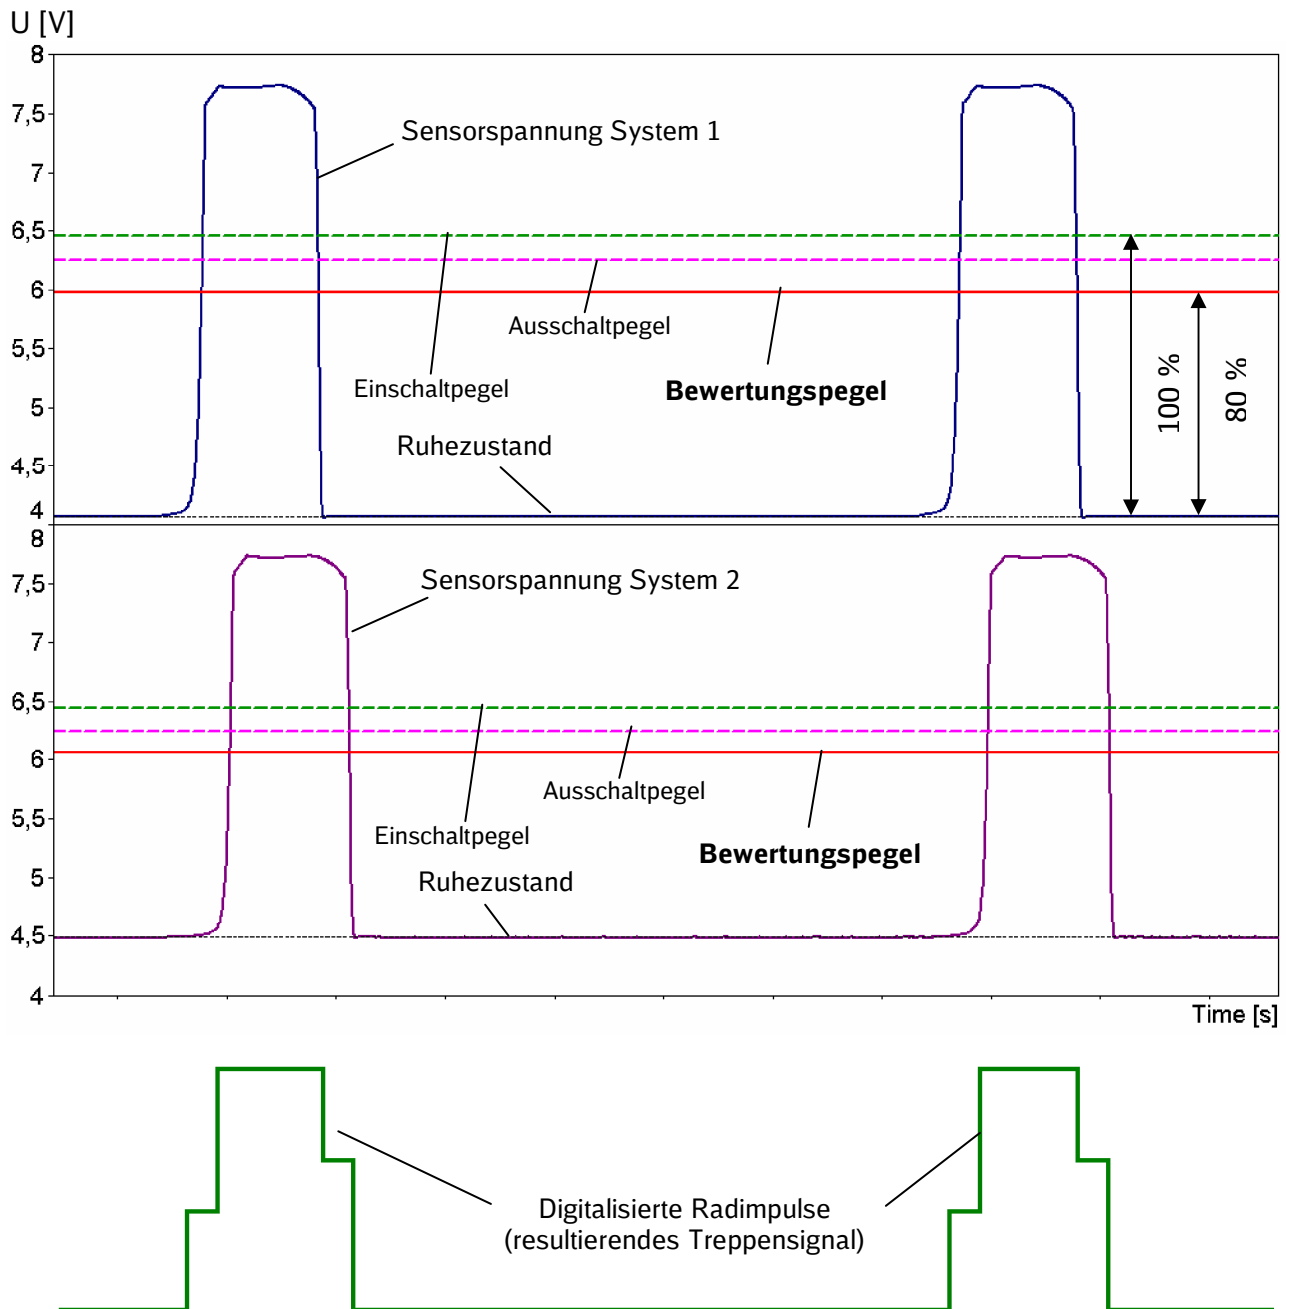 U [V]
8
7,5
Sensorspannung System 1
7
6,5
6
Ausschaltpegel
5,5
Einschaltpegel
Bewertungspegel
100 %
80 %
5
Ruhezustand
4,5
4
8
7,5
Sensorspannung System 2
7
6,5
6
Ausschaltpegel
5,5
Einschaltpegel
Bewertungspegel
5
Ruhezustand
4,5
4
Time [s]
Digitalisierte Radimpulse
(resultierendes Treppensignal)